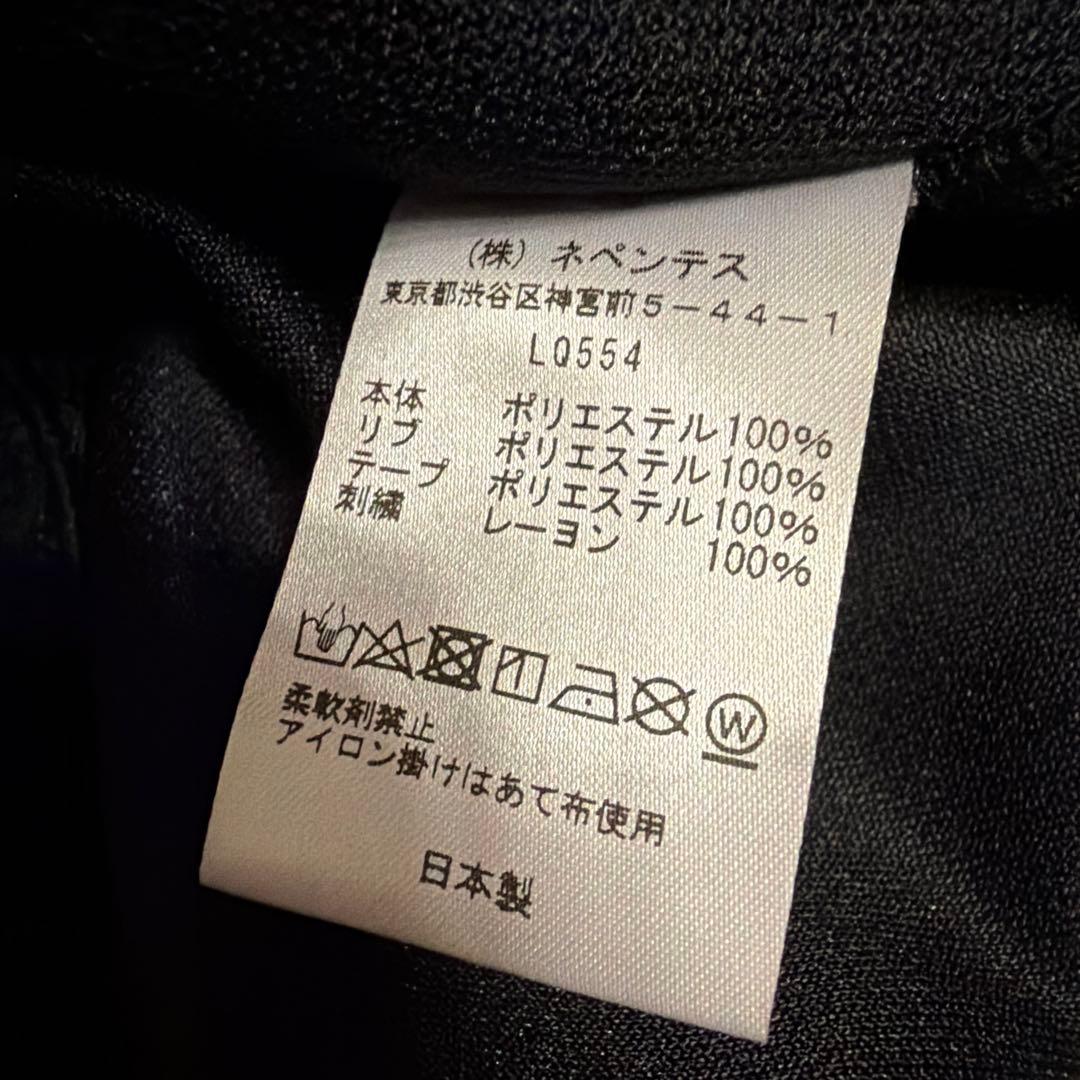 (株) ネペンテス
東京都渋谷区神宮前5-44-1
LQ554
本体 ポリエステル100%
リブ ポリエステル100%
テープ ポリエステル100%
刺繍 レーヨン 100%
W
柔軟剤禁止
アイロン掛けはあて布使用
日本製